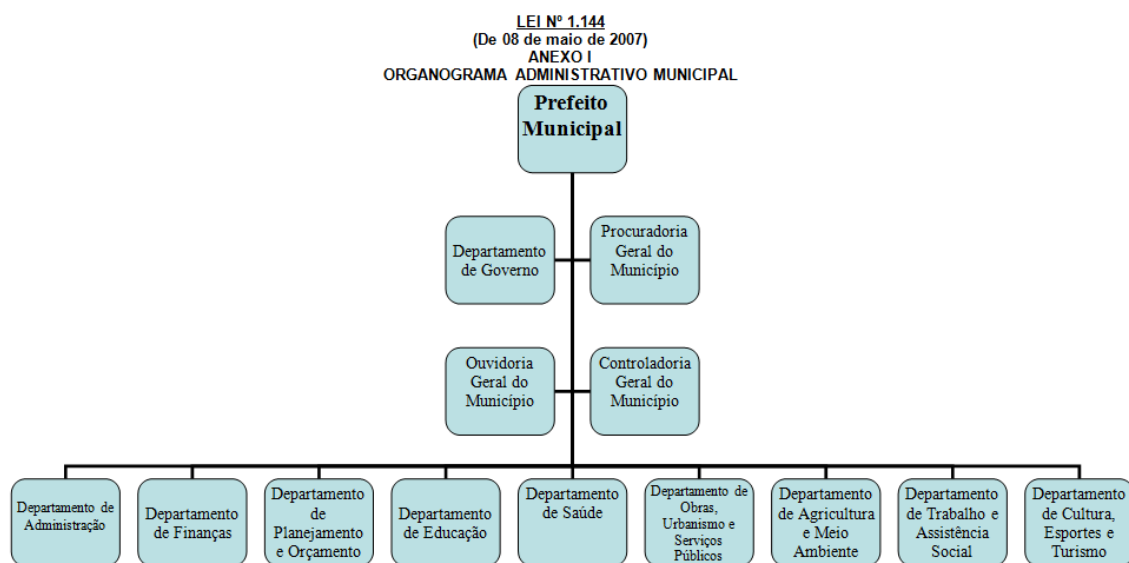 LEI Nº 1.144
(De 08 de maio de 2007)
ANEXO I
ORGANOGRAMA ADMINISTRATIVO MUNICIPAL
Prefeito
Municipal
Departamento
de Governo
Procuradoria
Geral do
Município
Ouvidoria
Geral do
Município
Controladoria
Geral do
Município
Departamento de
Administração
Departamento
de Finanças
Departamento
de
Planejamento
e Orçamento
Departamento
de Educação
Departamento
de Saúde
Departamento de
Obras,
Urbanismo e
Serviços
Públicos
Departamento
de Agricultura
e Meio
Ambiente
Departamento
de Trabalho e
Assistência
Social
Departamento
de Cultura,
Esportes e
Turismo